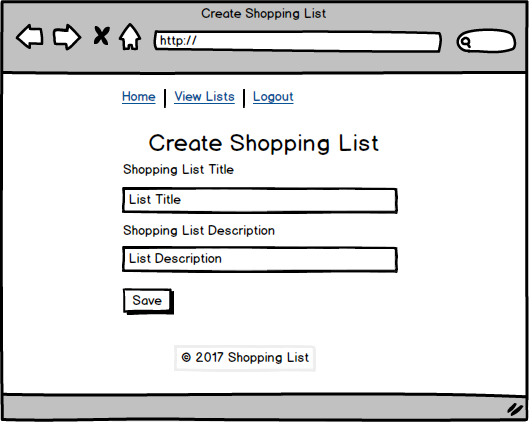 Create Shopping List
http://
Home View Lists Logout
Create Shopping List
Shopping List Title
List Title
Shopping List Description
List Description
Save
© 2017 Shopping List